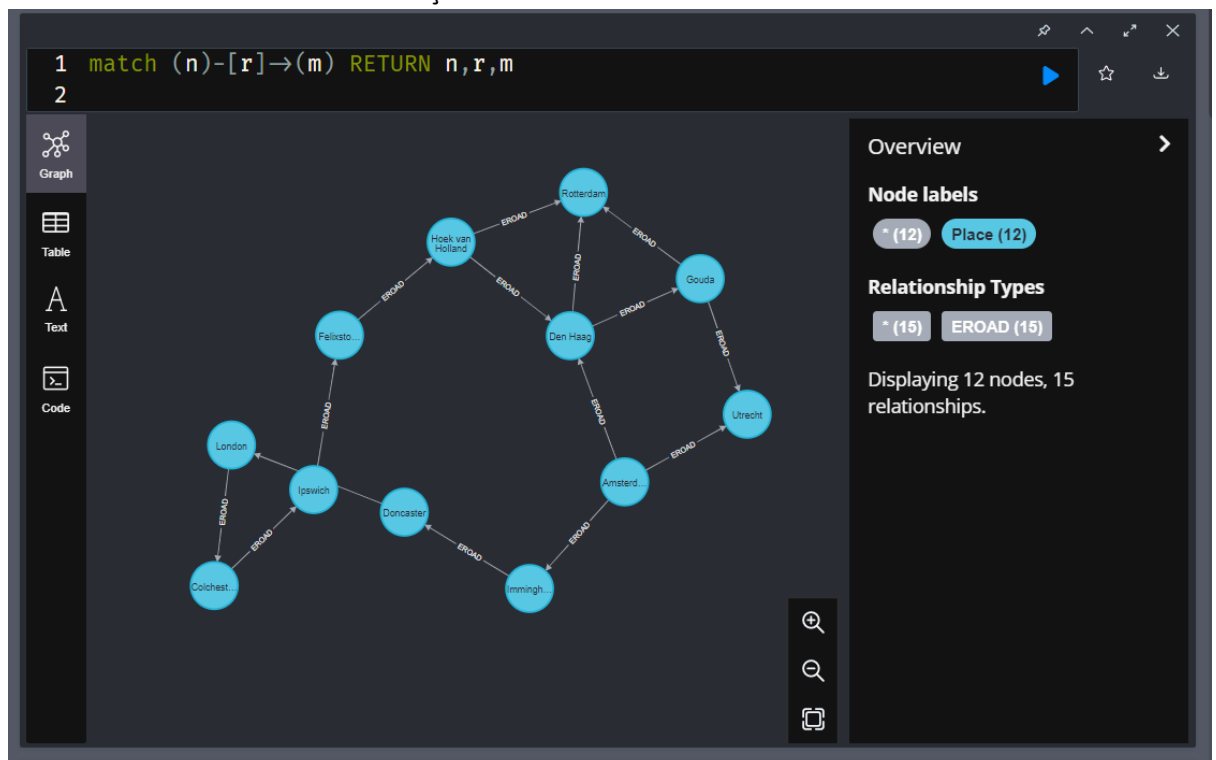 ş
1 match (n)-[r]→(m) RETURN n,r,m
2
Graph
Table
Text
Code
Rotterdam
EROAD
Hoek van
Holland
EROAD
EROAD
EROAD
Gouda
EROAD
EROAD
EROAD
Felixsto...
Den Haag
EROAD
EROAD
EROAD
Utrecht
London
EROAD
Ipswich
Amsterd...
Doncaster
EROAD
EROAD
EROAD
EROAD
Colchest...
Immingh...
Overview
Node labels
* (12) Place (12)
Relationship Types
* (15) EROAD (15)
Displaying 12 nodes, 15
relationships.